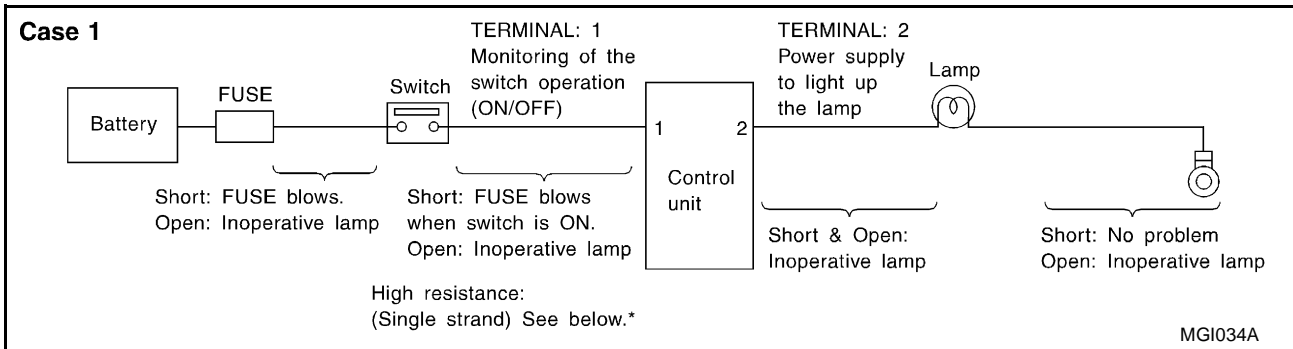 Case 1
TERMINAL: 1
Monitoring of the
switch operation
(ON/OFF)
TERMINAL: 2
Power supply
to light up
the lamp
Lamp
FUSE
Switch
Battery
1
2
Control
unit
Short: FUSE blows.
Open: Inoperative lamp
Short: FUSE blows
when switch is ON.
Open: Inoperative lamp
Short & Open:
Inoperative lamp
Short: No problem
Open: Inoperative lamp
High resistance:
(Single strand) See below.*
MGI034A